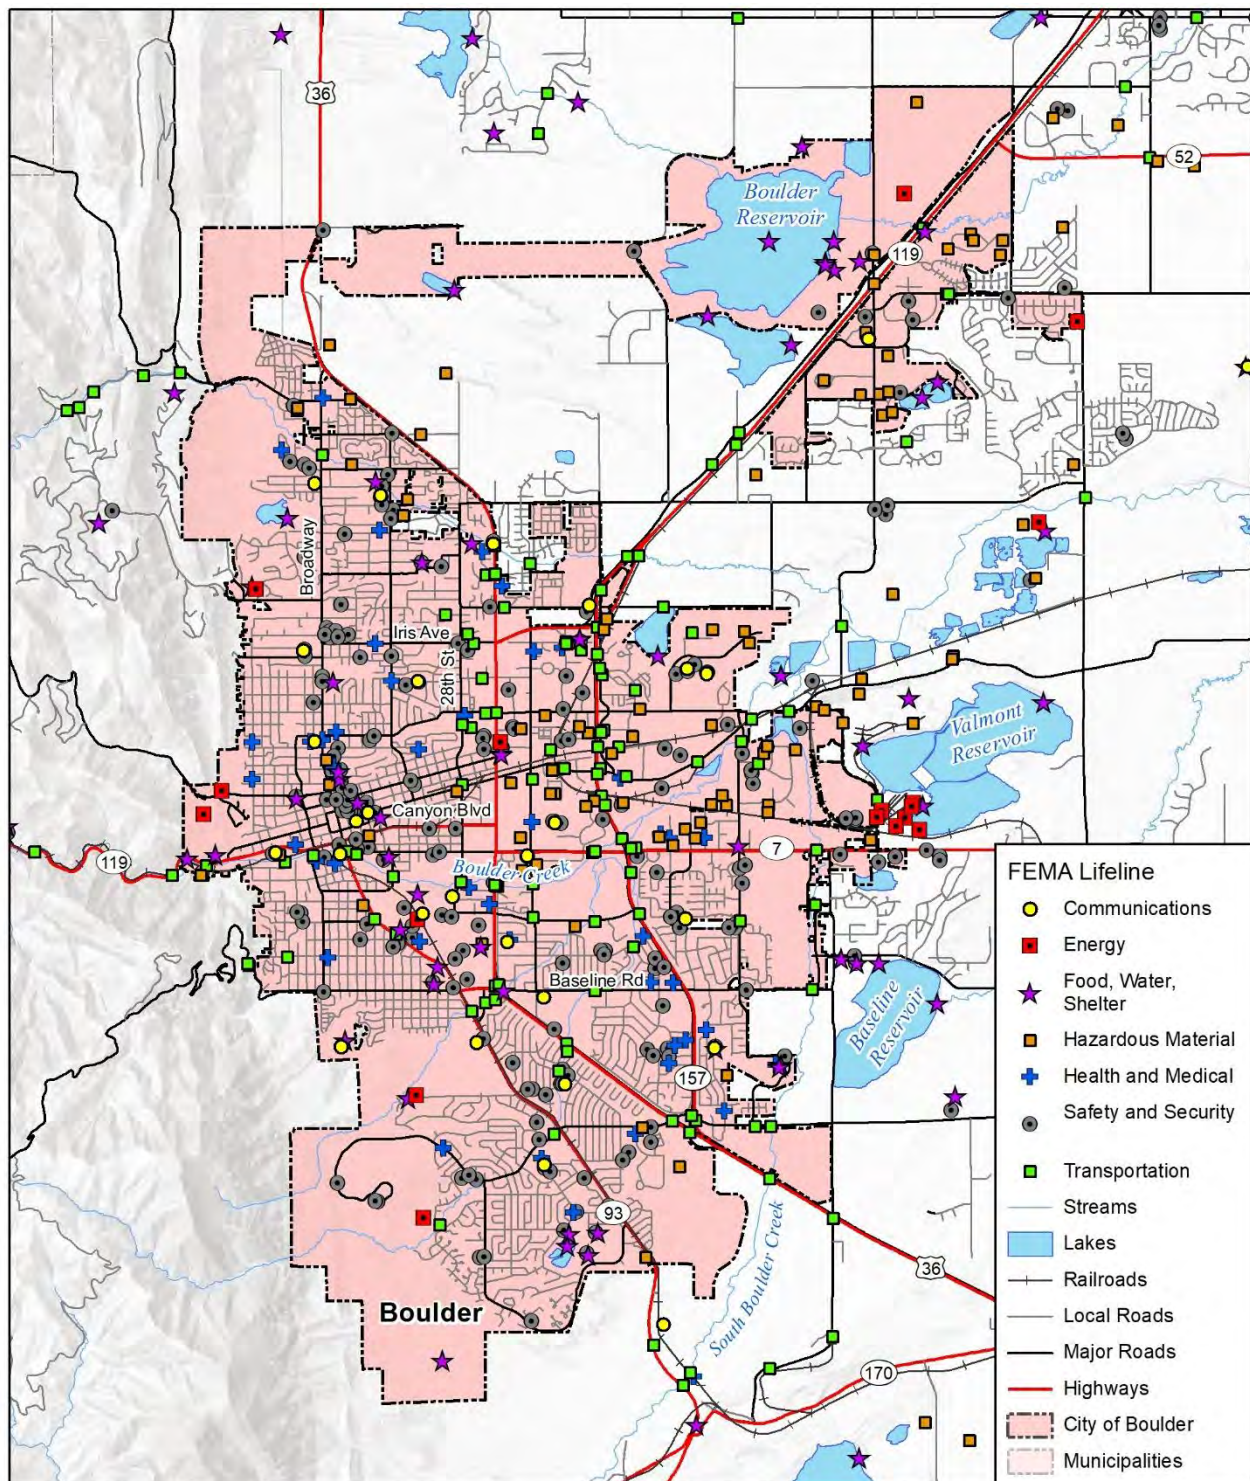 36
52
Boulder
Reservoir
119
Broadway
Iris Ave
28th St
Valmont
Reservoir
Canyon Blvd
119
7
Boulder Creek
Baseline Rd
Baseline
Reservoir
157
93
South Boulder Creek
36
Boulder
170
FEMA Lifeline
Communications
Energy
Food, Water,
Shelter
Hazardous Material
Health and Medical
Safety and Security
Transportation
Streams
Lakes
Railroads
Local Roads
Major Roads
Highways
City of Boulder
Municipalities